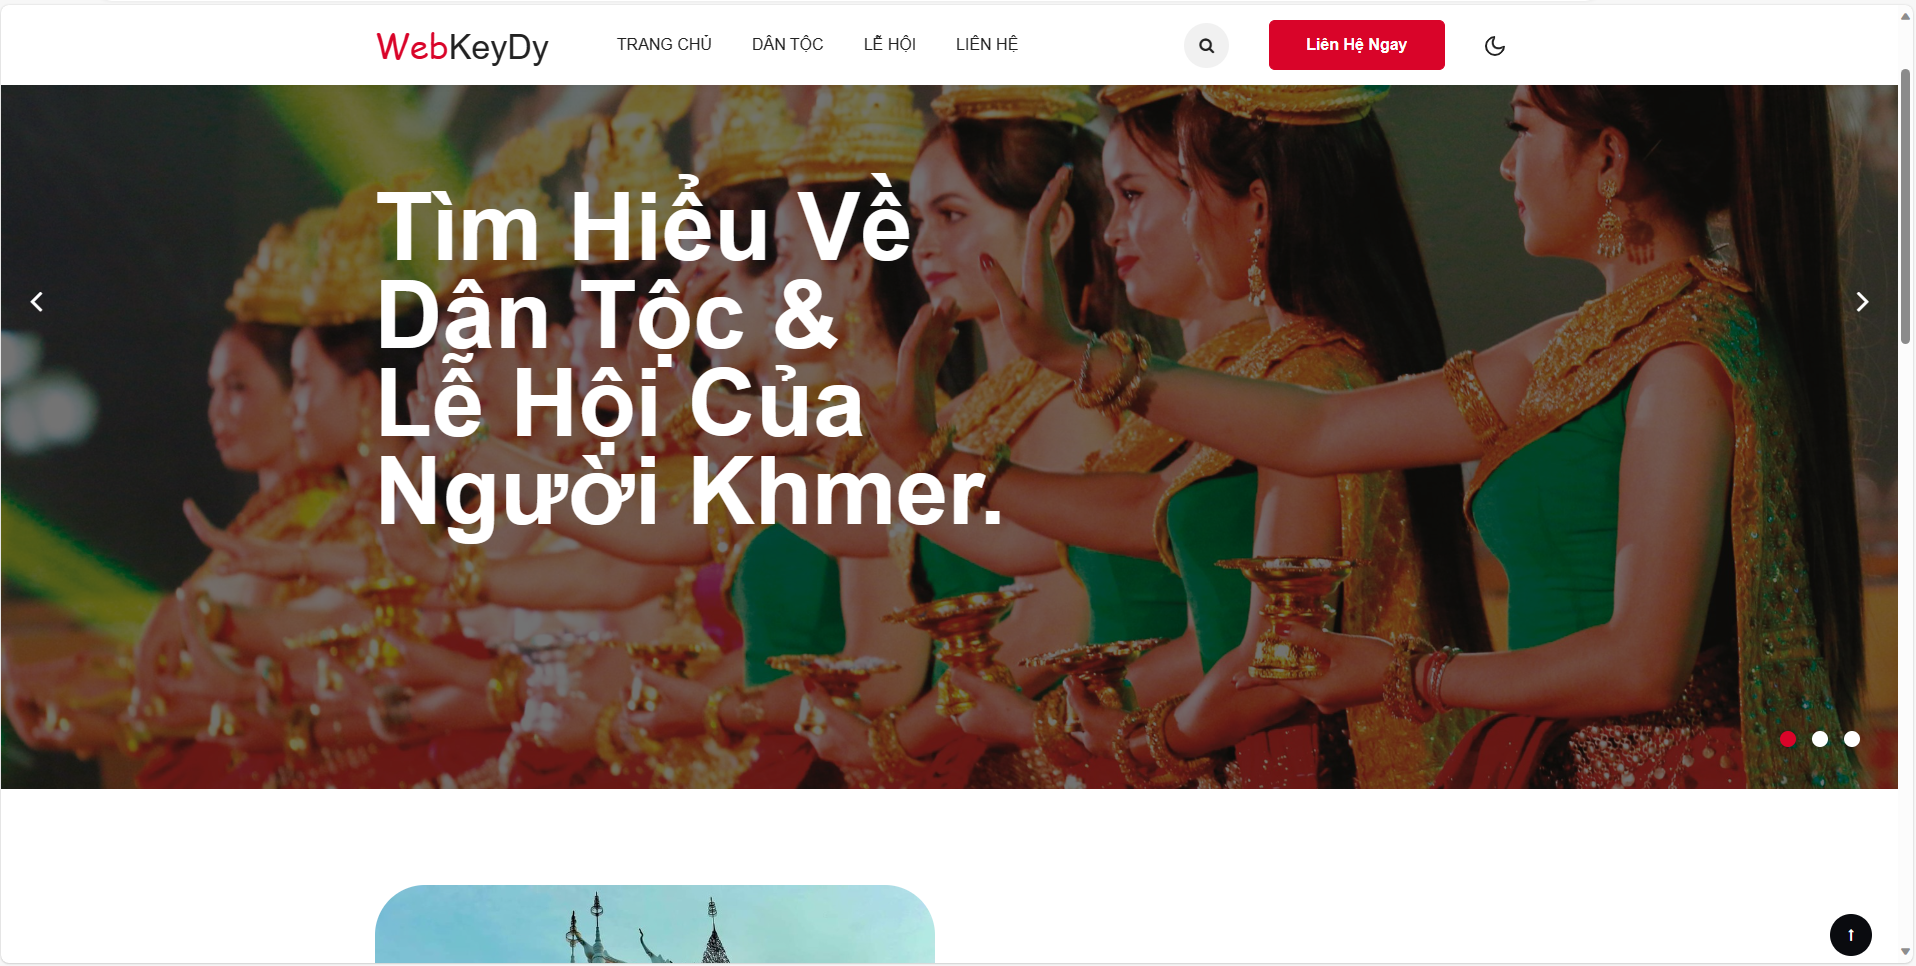 WebKeyDy
TRANG CHỦ
DÂN TỘC
LỄ HỘI
LIÊN HỆ
Liên Hệ Ngay
Tìm Hiểu Về
Dân Tộc &
Lễ Hội Của
Người Khmer.